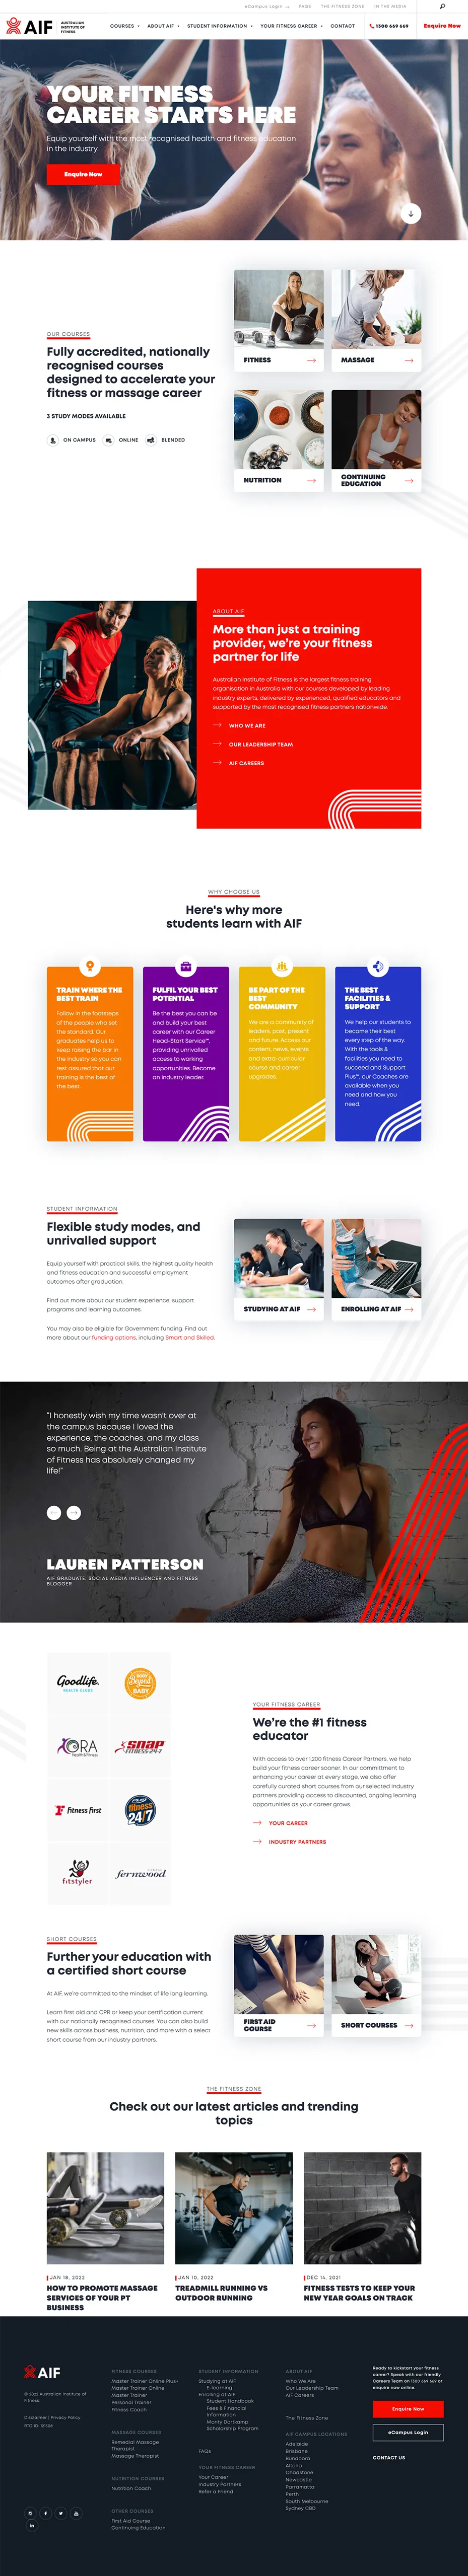 eCampus Login
FAQS
THE FITNESS ZONE
IN THE MEDIA
AIF
AUSTRALIAN
INSTITUTE OF
FITNESS
COURSES
ABOUT AIF
STUDENT INFORMATION
YOUR FITNESS CAREER
CONTACT
1300 669 669
Enquire Now
YOUR FITNESS
CAREER STARTS HERE
Equip yourself with the most recognised health and fitness education
in the industry.
Enquire Now
OUR COURSES
Fully accredited, nationally
recognised courses
designed to accelerate your
fitness or massage career
3 STUDY MODES AVAILABLE
ON CAMPUS
ONLINE
BLENDED
FITNESS
MASSAGE
NUTRITION
CONTINUING
EDUCATION
ABOUT AIF
More than just a training
provider, we're your fitness
partner for life
Australian Institute of Fitness is the largest fitness training
organisation in Australia with our courses developed by leading
industry experts, delivered by experienced, qualified educators and
supported by the most recognised fitness partners nationwide.
WHO WE ARE
OUR LEADERSHIP TEAM
AIF CAREERS
WHY CHOOSE US
Here's why more
students learn with AIF
TRAIN WHERE THE
BEST TRAIN
Follow in the footsteps
of the people who set
the standard. Our
graduates help us to
keep raising the bar in
the industry so you can
rest assured that our
training is the best of
the best.
FULFIL YOUR BEST
POTENTIAL
Be the best you can be
and build your best
career with our Career
Head-Start Service™,
providing unrivalled
access to working
opportunities. Become
an industry leader.
BE PART OF THE
BEST
COMMUNITY
We are a community of
leaders; past, present
and future. Access our
content, news, events
and extra-curricular
course and career
upgrades.
THE BEST
FACILITIES &
SUPPORT
We help our students to
become their best
every step of the way.
With the tools &
facilities you need to
succeed and Support
Plus™, our Coaches are
available when you
need and how you
need.
STUDENT INFORMATION
Flexible study modes, and
unrivalled support
Equip yourself with practical skills, the highest quality health
and fitness education and successful employment
outcomes after graduation.
Find out more about our student experience, support
programs and learning outcomes.
You may also be eligible for Government funding. Find out
more about our funding options, including Smart and Skilled.
STUDYING AT AIF
ENROLLING AT AIF
"I honestly wish my time wasn't over at
the campus because I loved the
experience, the coaches, and my class
so much. Being at the Australian Institute
of Fitness has absolutely changed my
life!"
LAUREN PATTERSON
AIF GRADUATE, SOCIAL MEDIA INFLUENCER AND FITNESS
BLOGGER
Goodlife.
HEALTH CLUBS
Beyond
BABY
ORA
Health&Fitness
SNAP
FITNESS-24-7
fitness first
fitness
24/7
fitstyler
fernwood
YOUR FITNESS CAREER
We're the #1 fitness
educator
With access to over 1,200 fitness Career Partners, we help
build your fitness career sooner. In our commitment to
enhancing your career at every stage, we also offer
carefully curated short courses from our selected industry
partners providing access to discounted, ongoing learning
opportunities as your career grows.
YOUR CAREER
INDUSTRY PARTNERS
SHORT COURSES
Further your education with
a certified short course
At AIF, we're committed to the mindset of life long learning.
Learn first aid and CPR or keep your certification current
with our nationally recognised courses. You can also build
new skills across business, nutrition, and more with a select
short course from our industry partners.
FIRST AID
COURSE
SHORT COURSES
THE FITNESS ZONE
Check out our latest articles and trending
topics
JAN 18, 2022
HOW TO PROMOTE MASSAGE
SERVICES OF YOUR PT
BUSINESS
JAN 10, 2022
TREADMILL RUNNING VS
OUTDOOR RUNNING
DEC 14, 2021
FITNESS TESTS TO KEEP YOUR
NEW YEAR GOALS ON TRACK
AIF
© 2022 Australian Institute of
Fitness
Disclaimer | Privacy Policy
RTO ID: 121508
FITNESS COURSES
Master Trainer Online Plus+
Master Trainer Online
Master Trainer
Personal Trainer
Fitness Coach
MASSAGE COURSES
Remedial Massage
Therapist
Massage Therapist
NUTRITION COURSES
Nutrition Coach
OTHER COURSES
First Aid Course
Continuing Education
STUDENT INFORMATION
Studying at AIF
E-learning
Enrolling at AIF
Student Handbook
Fees & Financial
Information
Monty Dortkamp
Scholarship Program
FAQs
YOUR FITNESS CAREER
Your Career
Industry Partners
Refer a Friend
ABOUT AIF
Who We Are
Our Leadership Team
AIF Careers
The Fitness Zone
AIF CAMPUS LOCATIONS
Adelaide
Brisbane
Bundoora
Altona
Chadstone
Newcastle
Parramatta
Perth
South Melbourne
Sydney CBD
Ready to kickstart your fitness
career? Speak with our friendly
Careers Team on 1300 669 669 or
enquire now online.
Enquire Now
eCampus Login
CONTACT US